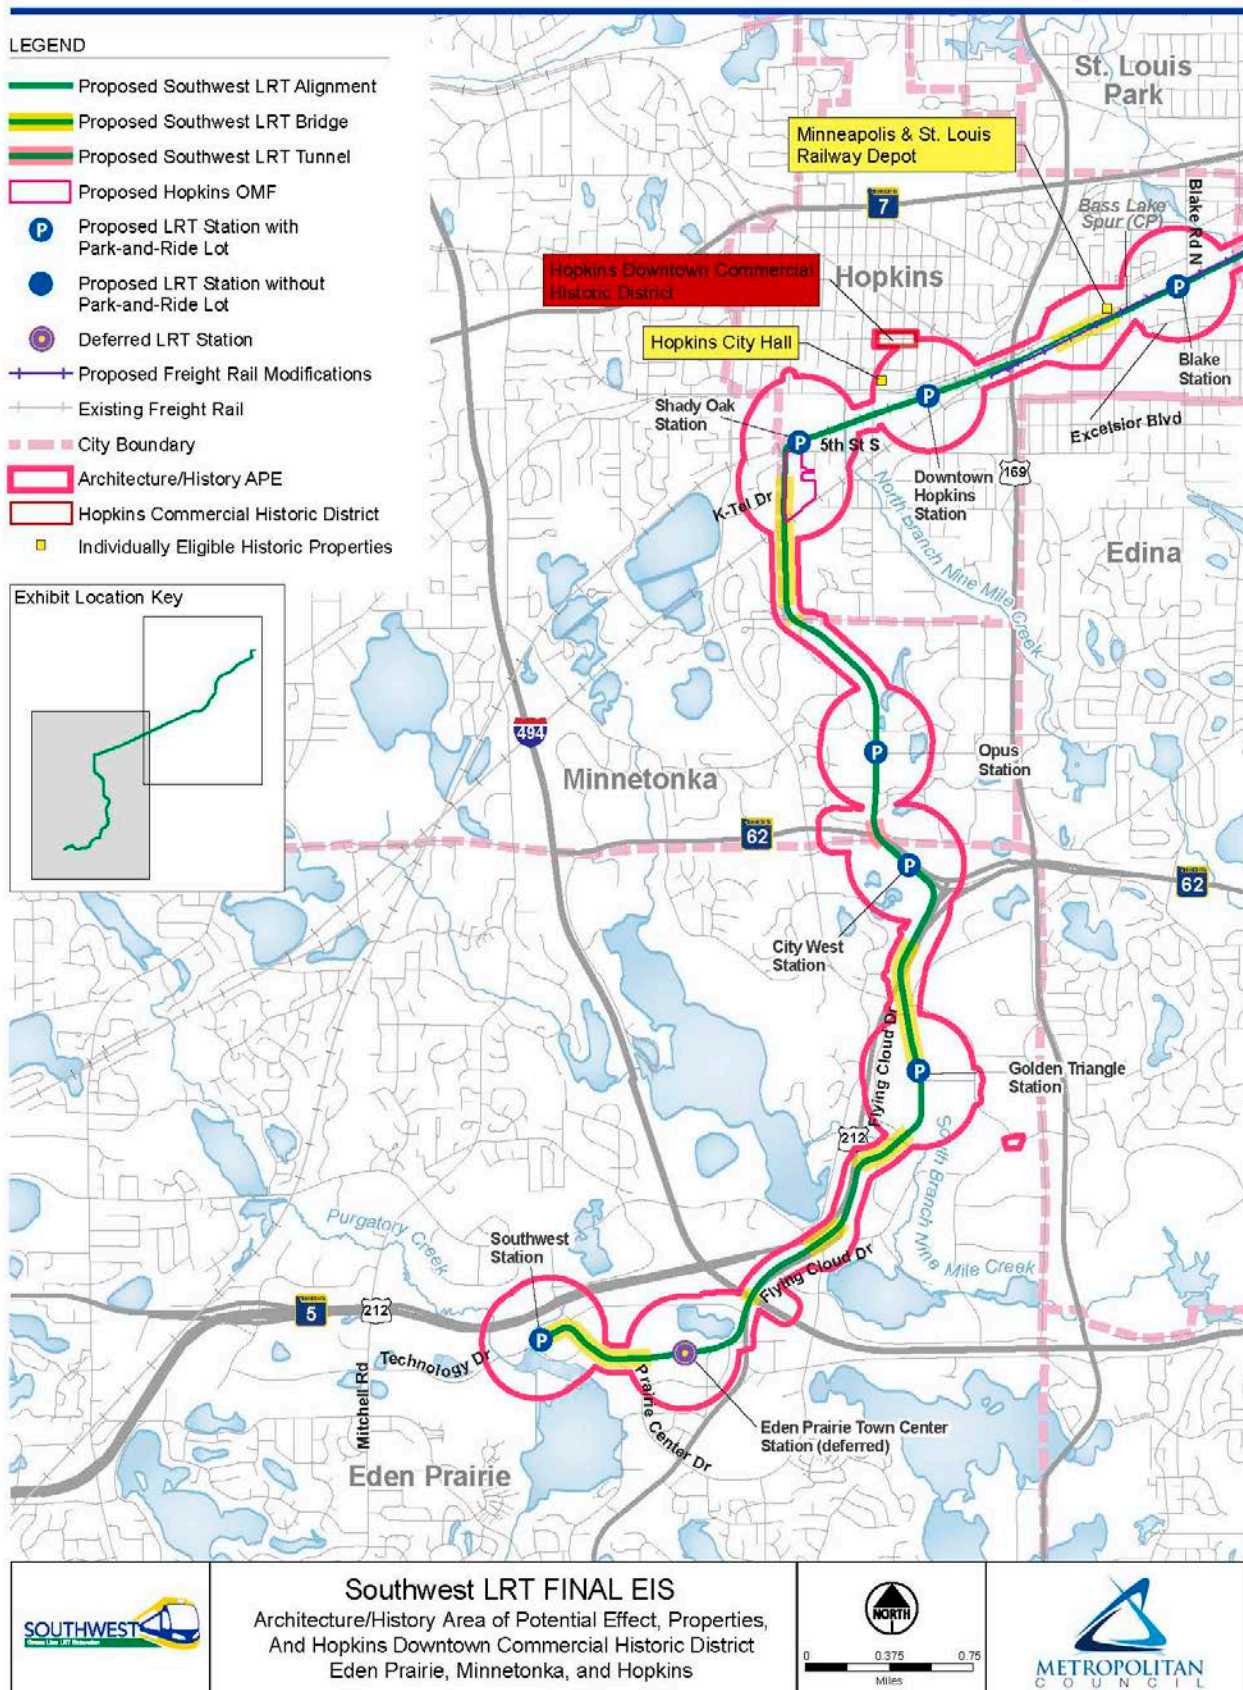 LEGEND
Proposed Southwest LRT Alignment
Proposed Southwest LRT Bridge
Proposed Southwest LRT Tunnel
Proposed Hopkins OMF
P
Proposed LRT Station with
Park-and-Ride Lot
Proposed LRT Station without
Park-and-Ride Lot
Deferred LRT Station
Proposed Freight Rail Modifications
Existing Freight Rail
City Boundary
Architecture/History APE
Hopkins Commercial Historic District
Individually Eligible Historic Properties
Exhibit Location Key
St. Louis
Park
Minneapolis & St. Louis
Railway Depot
7
Bass Lake
Spur (CP)
Blake Rd N
Hopkins Downtown Commercial
Historic District
Hopkins
P
Hopkins City Hall
Blake
Station
P
Shady Oak
Station
Excelsior Blvd
P
5th St S
169
Downtown
Hopkins
Station
K-Tel Dr
North Branch Nine Mile Creek
Edina
494
P
Opus
Station
Minnetonka
62
P
62
City West
Station
Flying Cloud Dr
P
Golden Triangle
Station
212
South Branch Nine Mile Creek
Purgatory Creek
Southwest
Station
Flying Cloud Dr
5
212
P
Technology Dr
Mitchell Rd
Prairie Center Dr
Eden Prairie Town Center
Station (deferred)
Eden Prairie
SOUTHWEST
Green Line LRT Extension
Southwest LRT FINAL EIS
Architecture/History Area of Potential Effect, Properties,
And Hopkins Downtown Commercial Historic District
Eden Prairie, Minnetonka, and Hopkins
NORTH
0 0.375 0.75
Miles
METROPOLITAN
COUNCIL